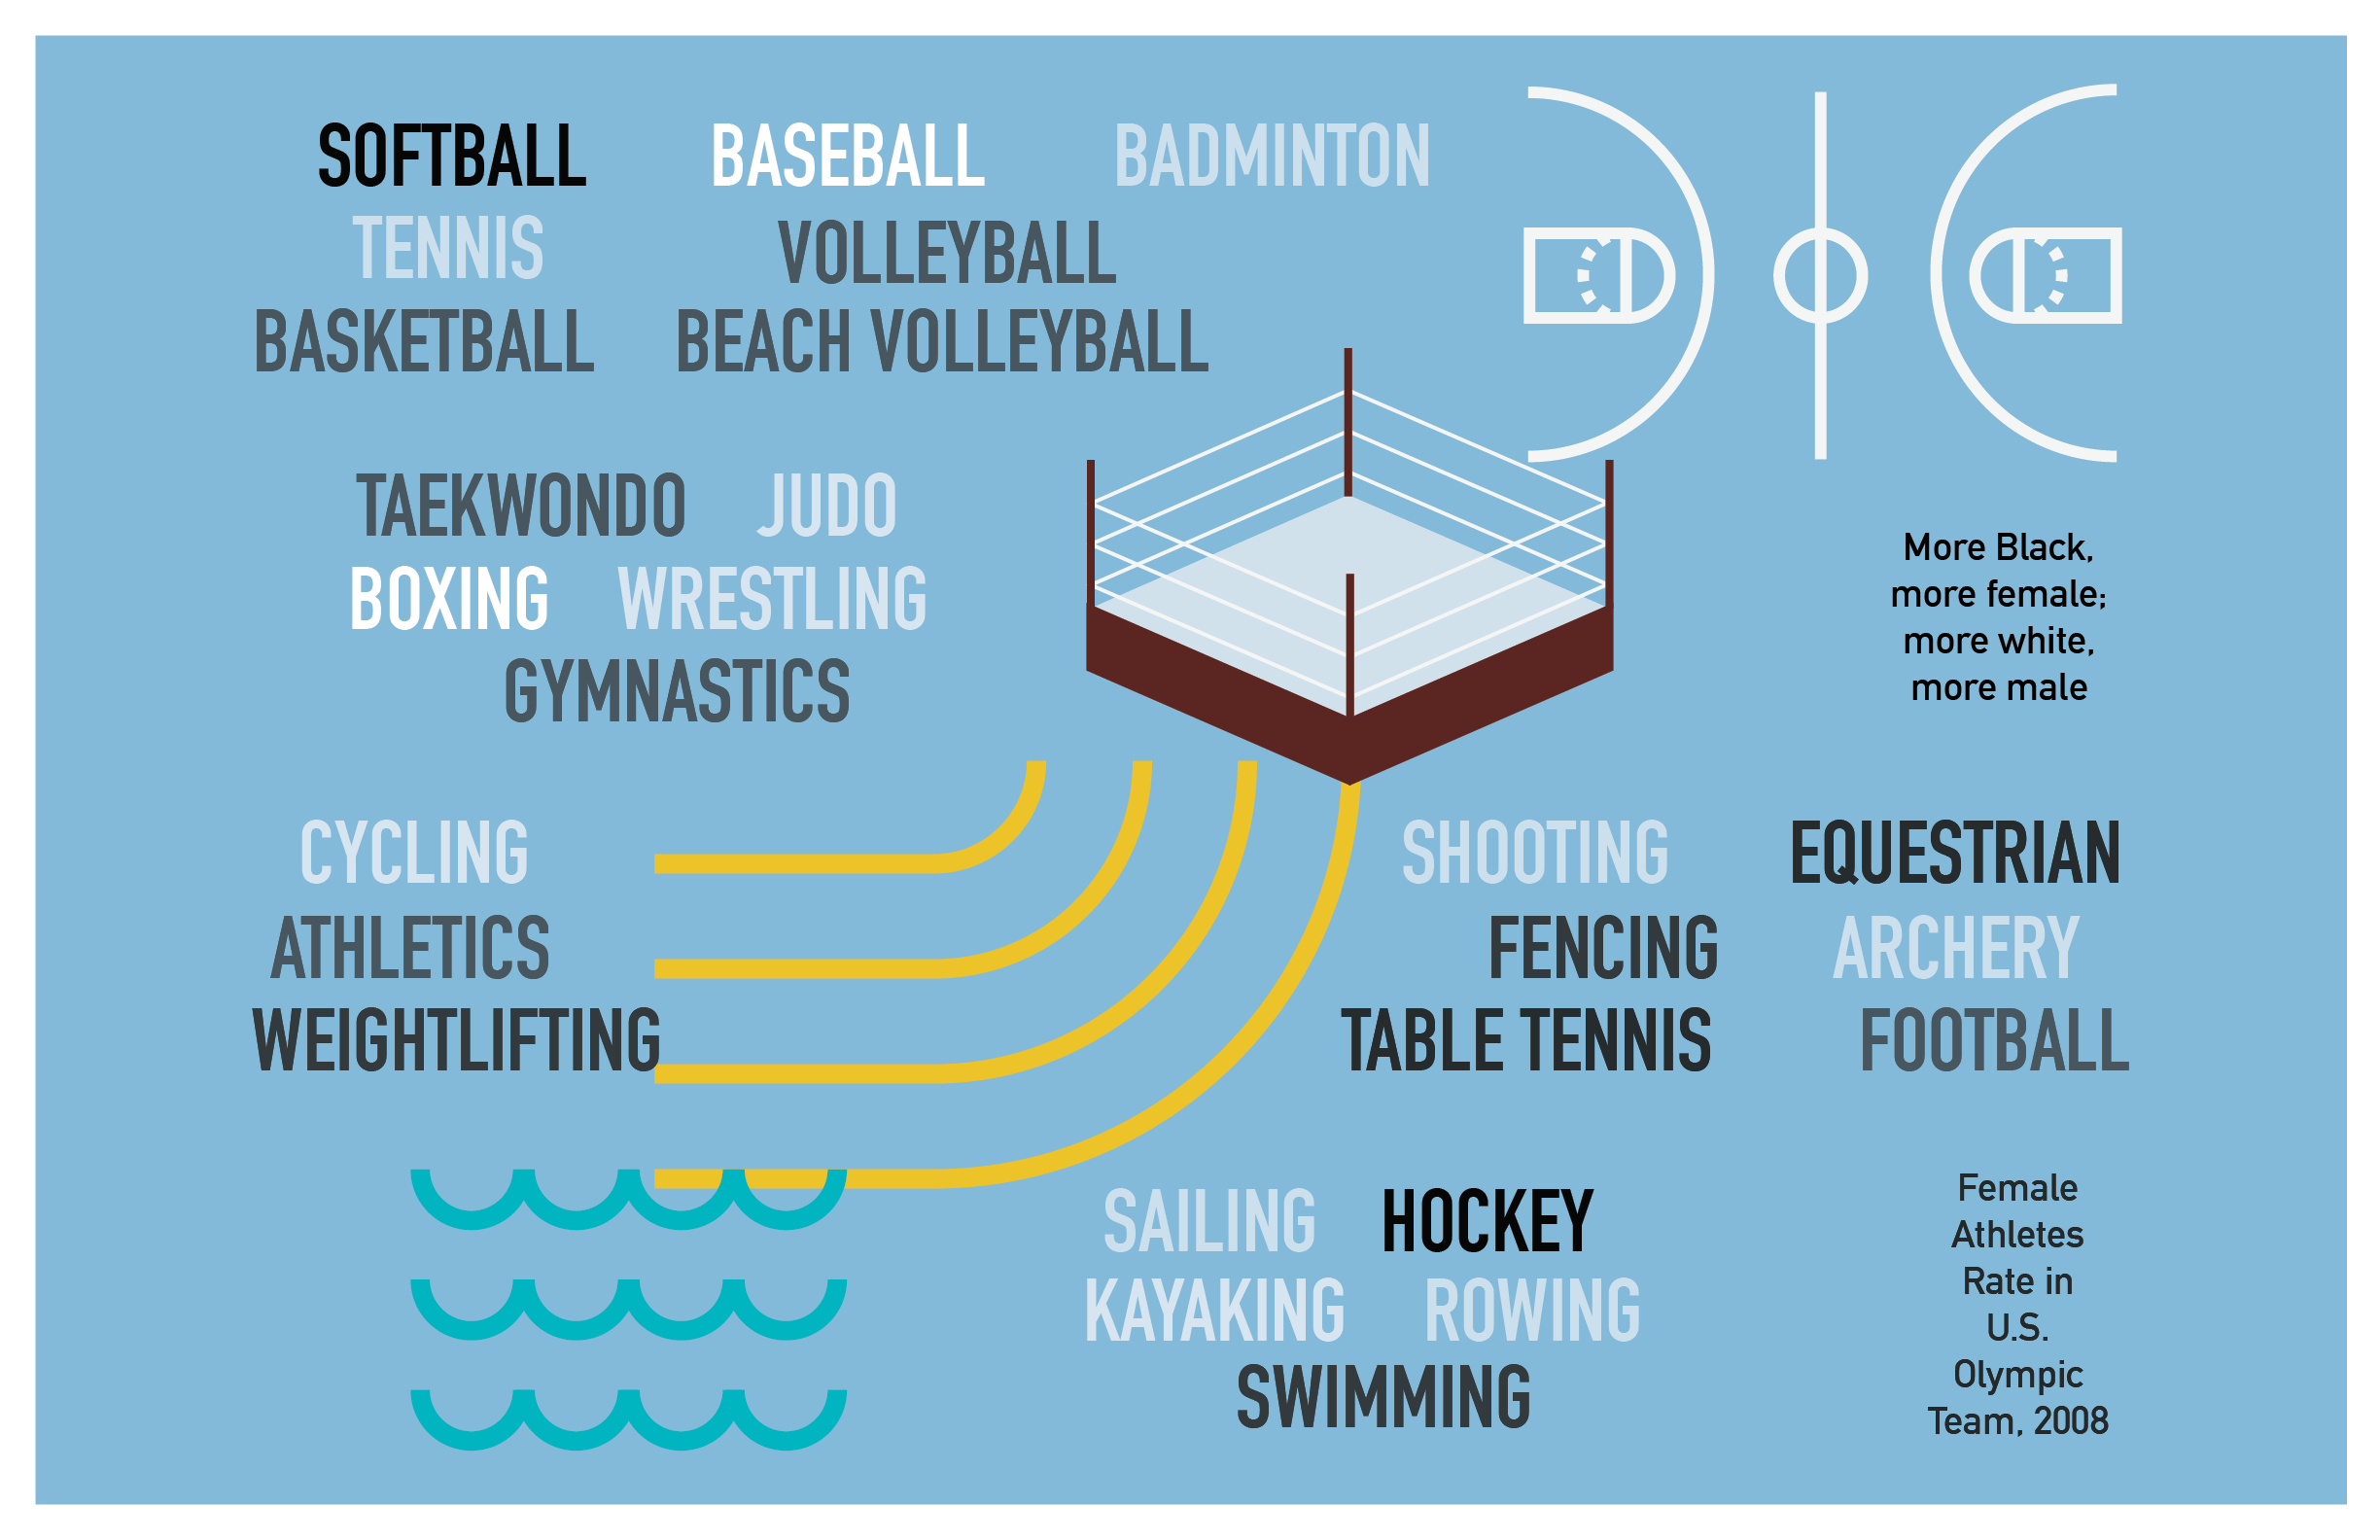 SOFTBALL BASEBALL BADMINTON
TENNIS VOLLEYBALL
BASKETBALL BEACH VOLLEYBALL
TAEKWONDO JUDO
BOXING WRESTLING
GYMNASTICS
More Black,
more female;
more white,
more male
CYCLING
ATHLETICS
WEIGHTLIFTING
SHOOTING EQUESTRIAN
FENCING ARCHERY
TABLE TENNIS FOOTBALL
SAILING HOCKEY
KAYAKING ROWING
SWIMMING
Female
Athletes
Rate in
U.S.
Olympic
Team, 2008